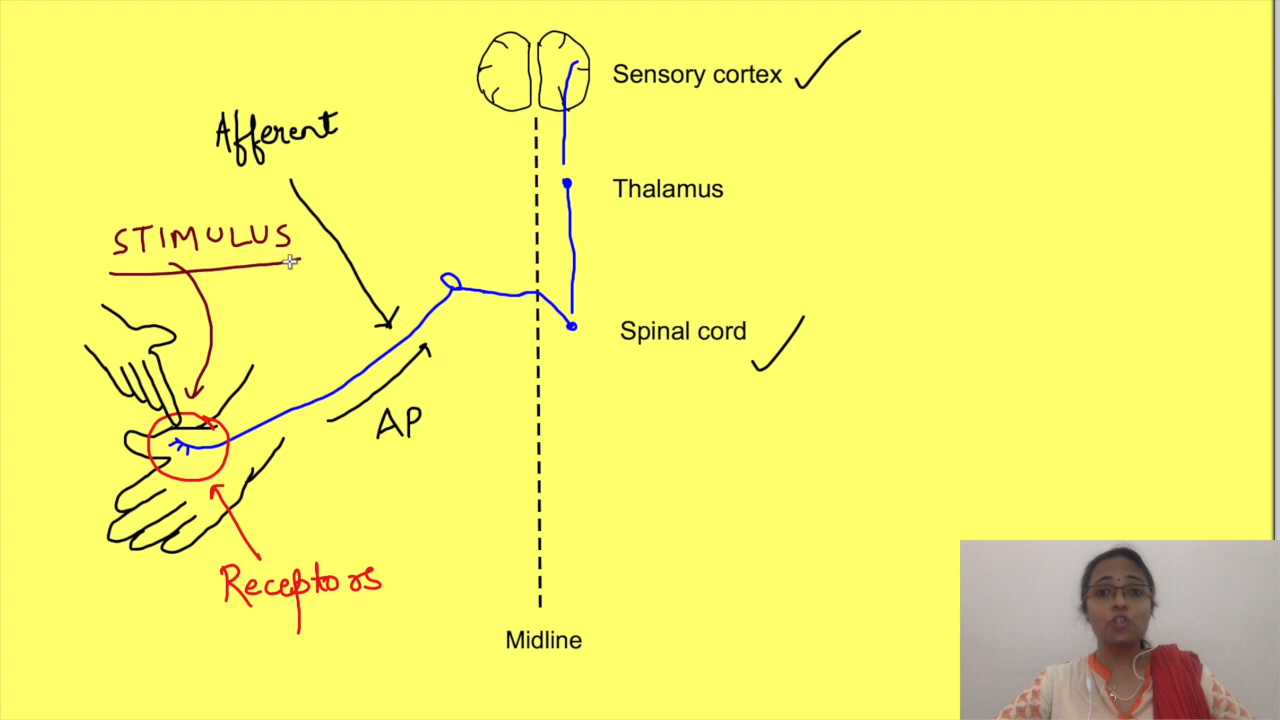 Sensory cortex
Afferent
Thalamus
STIMULUS
Spinal cord
AP
Receptors
Midline